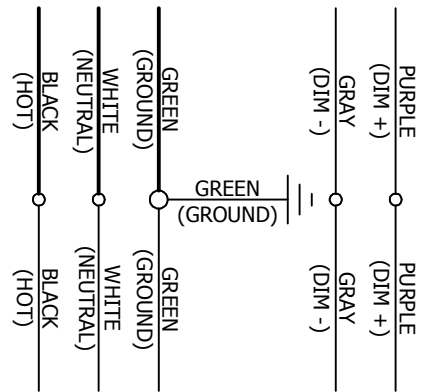 BLACK
(HOT)
WHITE
(NEUTRAL)
GREEN
(GROUND)
GRAY
(DIM -)
PURPLE
(DIM +)
GREEN
(GROUND)
BLACK
(HOT)
WHITE
(NEUTRAL)
GREEN
(GROUND)
GRAY
(DIM -)
PURPLE
(DIM +)